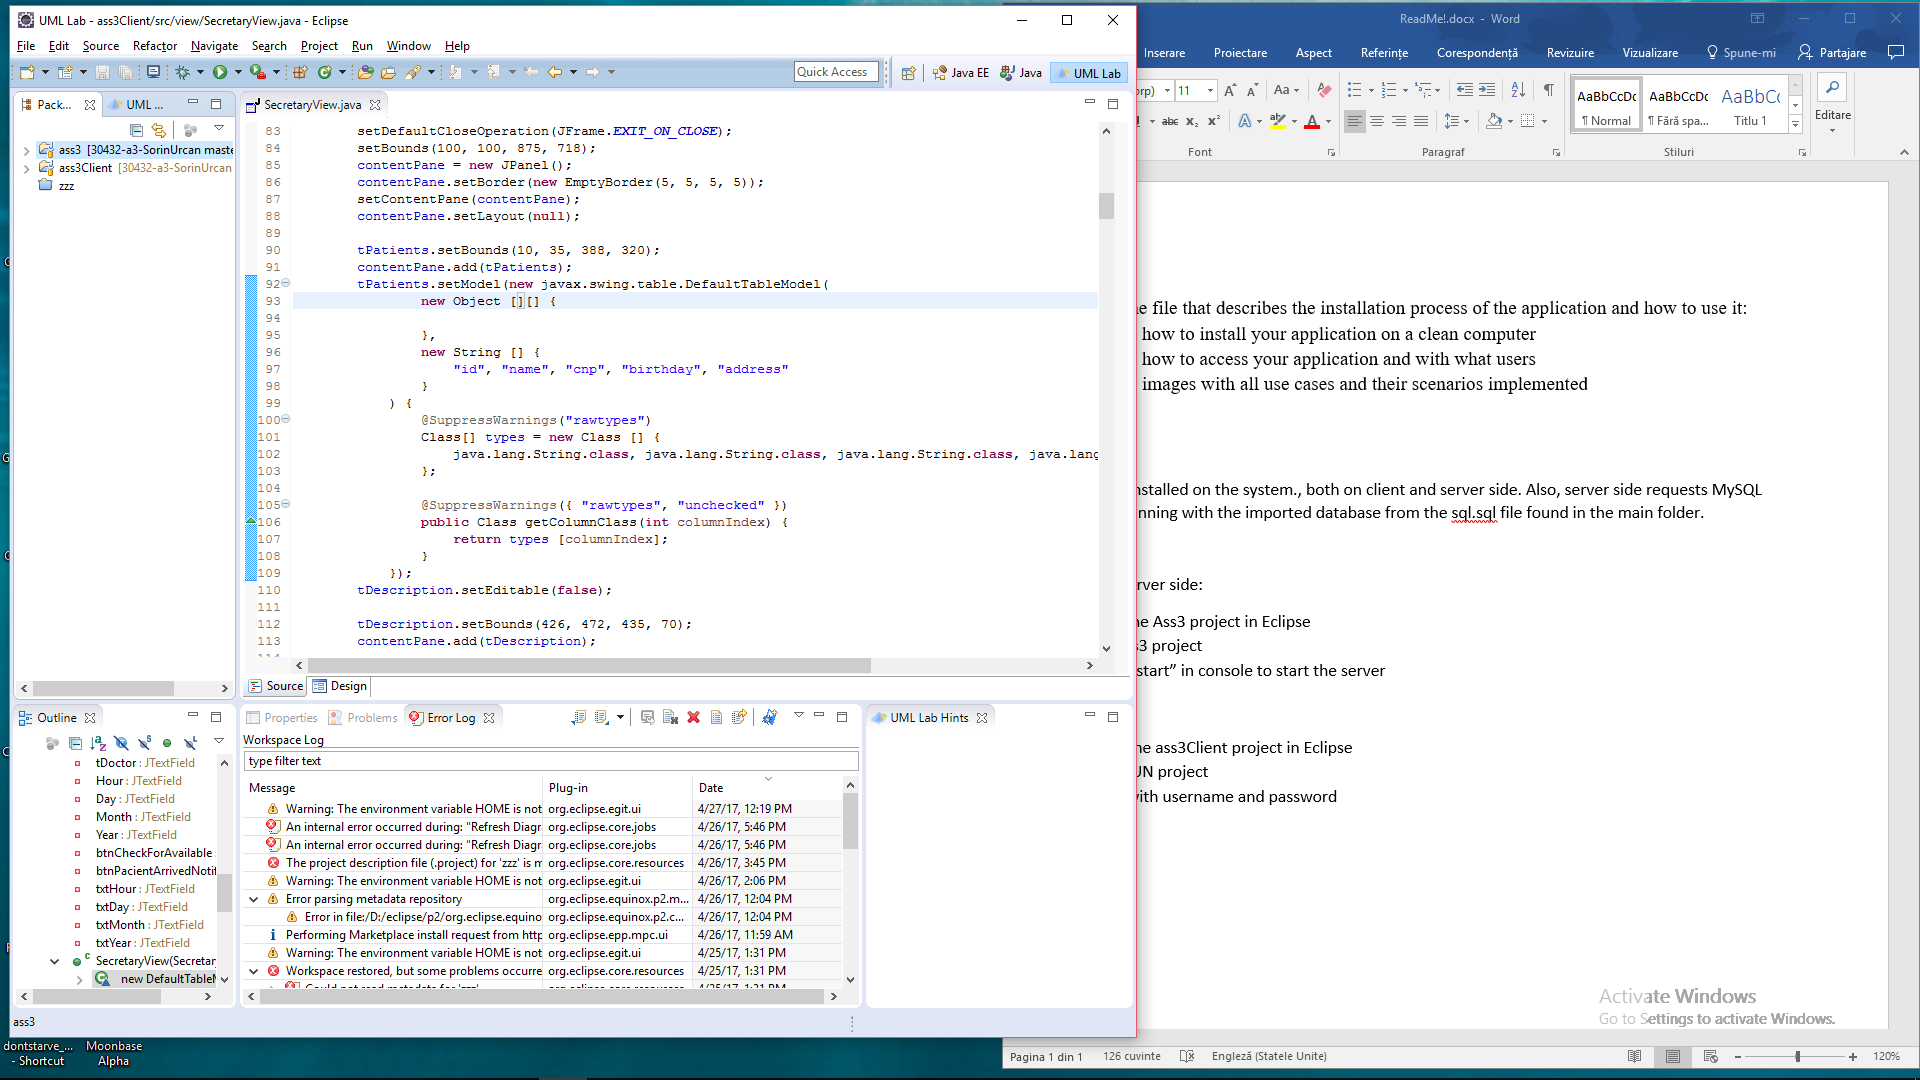 UML Lab - ass3Client/src/view/SecretaryView.java - Eclipse
File Edit Source Refactor Navigate Search Project Run Window Help
Quick Access
Java EE
Java
UML Lab
Pack...
UML ...
ass3 [30432-a3-SorinUrcan maste
ass3Client [30432-a3-SorinUrcan
zzz
SecretaryView.java
83 setDefaultCloseOperation(JFrame.EXIT_ON_CLOSE);
84 setBounds(100, 100, 875, 718);
85 contentPane = new JPanel();
86 contentPane.setBorder(new EmptyBorder(5, 5, 5, 5));
87 setContentPane(contentPane);
88 contentPane.setLayout(null);
89
90 tPatients.setBounds(10, 35, 388, 320);
91 contentPane.add(tPatients);
92 tPatients.setModel(new javax.swing.table.DefaultTableModel(
93 new Object [][] {
94
95 },
96 new String [] {
97 "id", "name", "cnp", "birthday", "address"
98 }
99 ) {
100 @SuppressWarnings("rawtypes")
101 Class[] types = new Class [] {
102 java.lang.String.class, java.lang.String.class, java.lang.String.class, java.lang
103 };
104
105 @SuppressWarnings({ "rawtypes", "unchecked" })
106 public Class getColumnClass(int columnIndex) {
107 return types [columnIndex];
108 }
109 });
110 tDescription.setEditable(false);
111
112 tDescription.setBounds(426, 472, 435, 70);
113 contentPane.add(tDescription);
Source Design
Outline
tDoctor : JTextField
Hour : JTextField
Day : JTextField
Month : JTextField
Year : JTextField
btnCheckForAvailable
btnPacientArrivedNotif
txtHour : JTextField
txtDay : JTextField
txtMonth : JTextField
txtYear : JTextField
SecretaryView(Secretar
new DefaultTableM
Properties Problems Error Log
Workspace Log
type filter text
Message Plug-in Date
Warning: The environment variable HOME is not org.eclipse.egit.ui 4/27/17, 12:19 PM
An internal error occurred during: "Refresh Diagr org.eclipse.core.jobs 4/26/17, 5:46 PM
An internal error occurred during: "Refresh Diagr org.eclipse.core.jobs 4/26/17, 5:46 PM
The project description file (.project) for 'zzz' is m org.eclipse.core.resources 4/26/17, 3:45 PM
Warning: The environment variable HOME is not org.eclipse.egit.ui 4/26/17, 2:06 PM
Error parsing metadata repository org.eclipse.equinox.p2.m... 4/26/17, 12:04 PM
Error in file:/D:/eclipse/p2/org.eclipse.equino org.eclipse.equinox.p2.c... 4/26/17, 12:04 PM
Performing Marketplace install request from http org.eclipse.epp.mpc.ui 4/26/17, 11:59 AM
Warning: The environment variable HOME is not org.eclipse.egit.ui 4/25/17, 1:31 PM
Workspace restored, but some problems occurre org.eclipse.core.resources 4/25/17, 1:31 PM
UML Lab Hints
ass3
dontstarve_... - Shortcut
Moonbase Alpha
ReadMe!.docx - Word
Inserare Proiectare Aspect Referințe Corespondență Revizuire Vizualizare Spune-mi Partajare
rp) 11 Aa
AaBbCcDc AaBbCcDc AaBbCc
¶ Normal ¶ Fără spa... Titlu 1
Editare
Font Paragraf Stiluri
e file that describes the installation process of the application and how to use it:
how to install your application on a clean computer
how to access your application and with what users
images with all use cases and their scenarios implemented
nstalled on the system., both on client and server side. Also, server side requests MySQL
nning with the imported database from the sql.sql file found in the main folder.
rver side:
ne Ass3 project in Eclipse
s3 project
start” in console to start the server
ne ass3Client project in Eclipse
UN project
ith username and password
Activate Windows
Go to Settings to activate Windows.
Pagina 1 din 1 126 cuvinte Engleză (Statele Unite) 120%